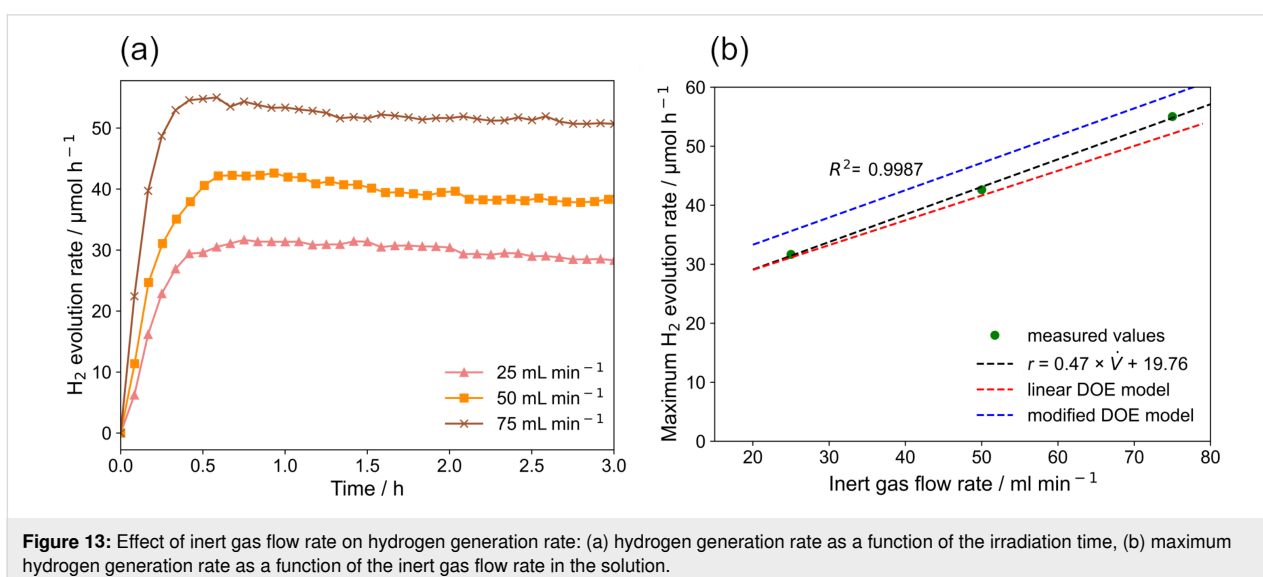 (a)
(b)
H₂ evolution rate / μmol h⁻¹
50
40
30
20
10
0
0.0 0.5 1.0 1.5 2.0 2.5 3.0
Time / h
25 mL min⁻¹
50 mL min⁻¹
75 mL min⁻¹
Maximum H₂ evolution rate / μmol h⁻¹
60
50
40
30
20
10
0
20 30 40 50 60 70 80
Inert gas flow rate / ml min⁻¹
R² = 0.9987
measured values
r = 0.47 × V̇ + 19.76
linear DOE model
modified DOE model
Figure 13: Effect of inert gas flow rate on hydrogen generation rate: (a) hydrogen generation rate as a function of the irradiation time, (b) maximum
hydrogen generation rate as a function of the inert gas flow rate in the solution.